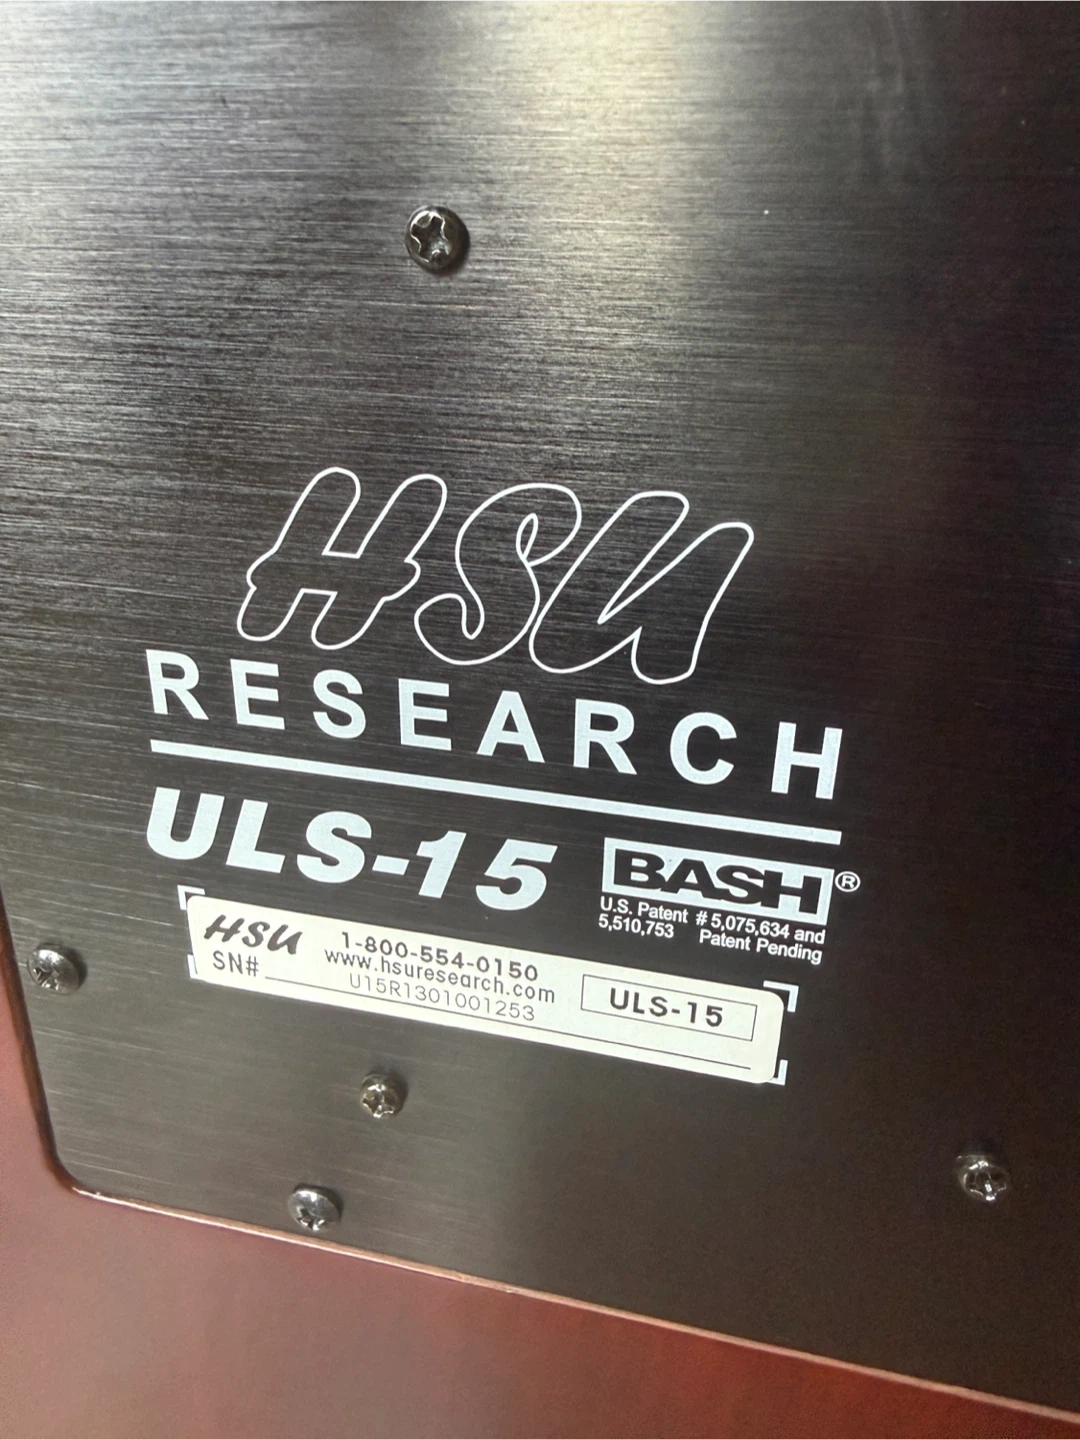 HSU
RESEARCH
ULS-15
BASH®
U.S. Patent # 5,075,634 and
5,510,753 Patent Pending
HSU
1-800-554-0150
www.hsuresearch.com
SN# U15R1301001253
ULS-15